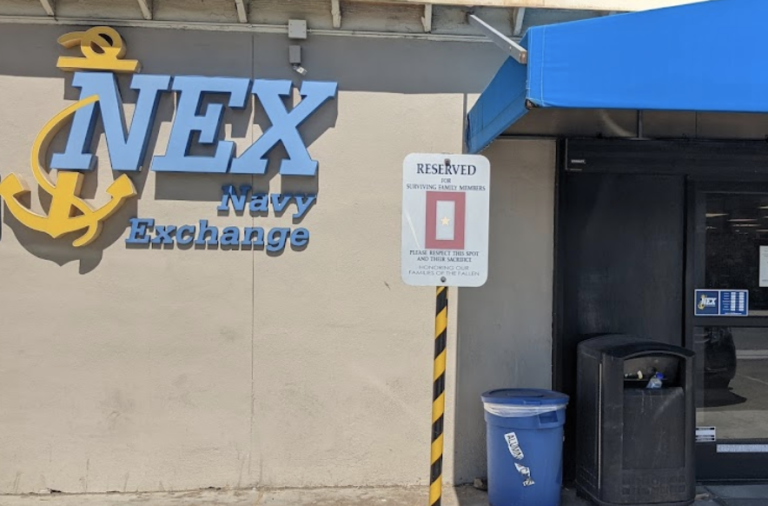 NEX
Navy
Exchange
RESERVED
FOR
SURVIVING FAMILY MEMBERS
PLEASE RESPECT THIS SPOT
AND THEIR SACRIFICE
HONORING OUR
FAMILIES OF THE FALLEN
NEX